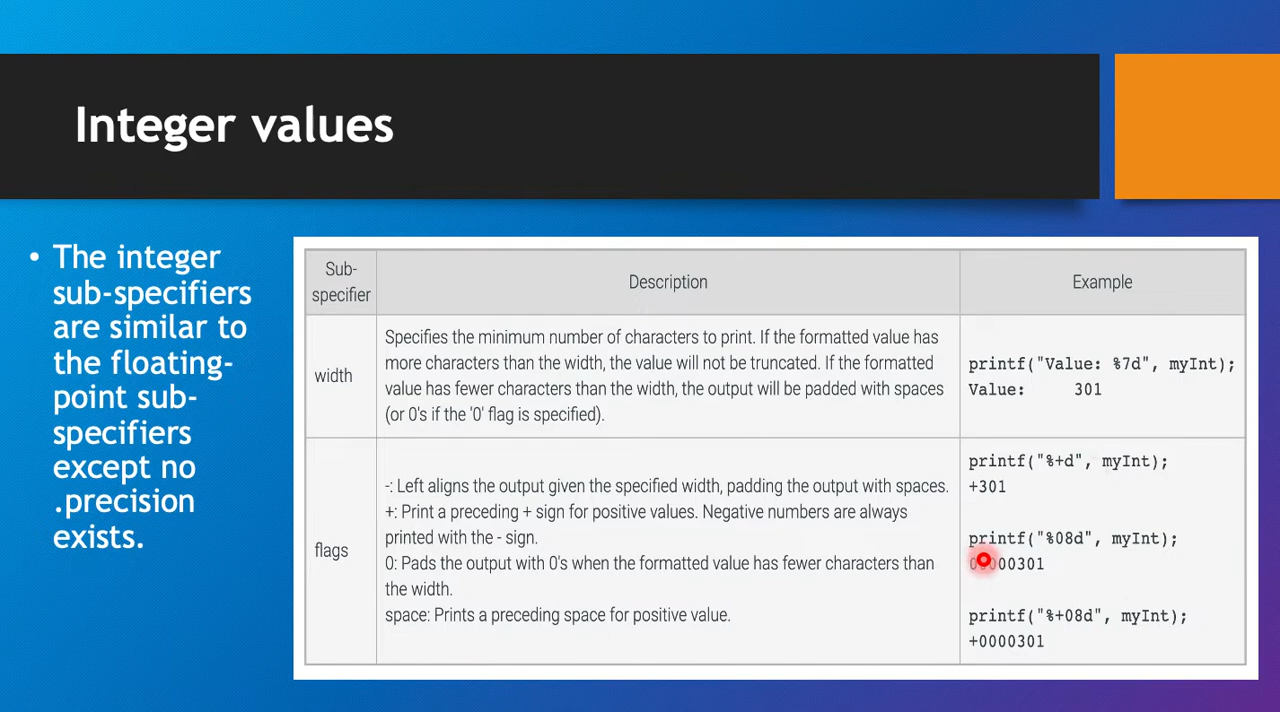 Integer values
• The integer
sub-specifiers
are similar to
the floating-
point sub-
specifiers
except no
.precision
exists.
Sub-
specifier
Description
Example
width
Specifies the minimum number of characters to print. If the formatted value has
more characters than the width, the value will not be truncated. If the formatted
value has fewer characters than the width, the output will be padded with spaces
(or 0's if the '0' flag is specified).
printf("Value: %7d", myInt);
Value:     301
flags
-: Left aligns the output given the specified width, padding the output with spaces.
+: Print a preceding + sign for positive values. Negative numbers are always
printed with the - sign.
0: Pads the output with 0's when the formatted value has fewer characters than
the width.
space: Prints a preceding space for positive value.
printf("%+d", myInt);
+301
printf("%08d", myInt);
00000301
printf("%+08d", myInt);
+0000301